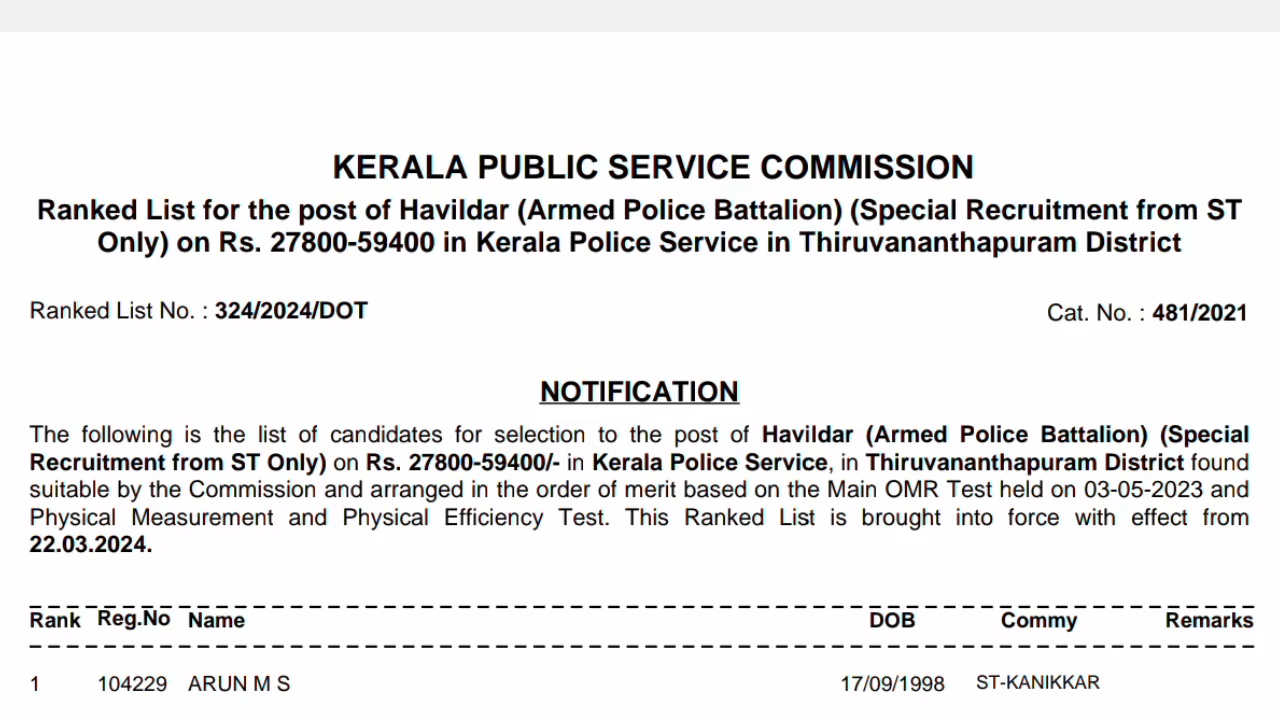 KERALA PUBLIC SERVICE COMMISSION
Ranked List for the post of Havildar (Armed Police Battalion) (Special Recruitment from ST
Only) on Rs. 27800-59400 in Kerala Police Service in Thiruvananthapuram District
Ranked List No. : 324/2024/DOT Cat. No. : 481/2021
NOTIFICATION
The following is the list of candidates for selection to the post of Havildar (Armed Police Battalion) (Special
Recruitment from ST Only) on Rs. 27800-59400/- in Kerala Police Service, in Thiruvananthapuram District found
suitable by the Commission and arranged in the order of merit based on the Main OMR Test held on 03-05-2023 and
Physical Measurement and Physical Efficiency Test. This Ranked List is brought into force with effect from
22.03.2024.
Rank Reg.No Name DOB Commy Remarks
1 104229 ARUN M S 17/09/1998 ST-KANIKKAR